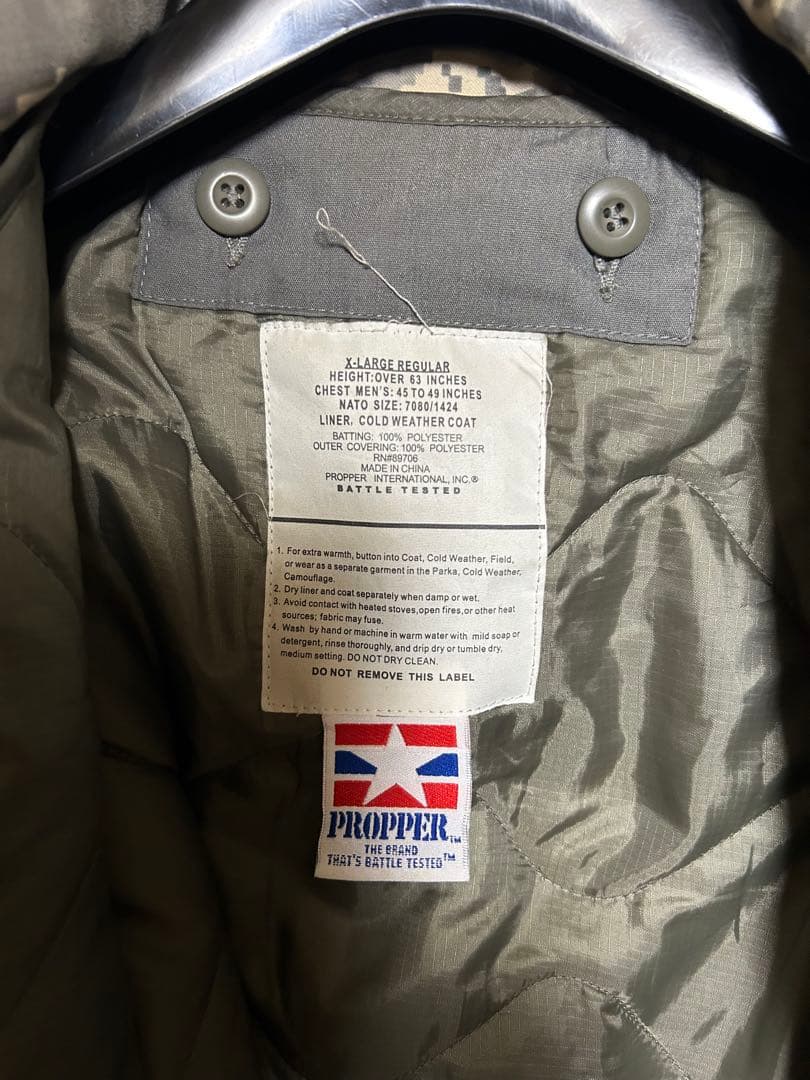 X-LARGE REGULAR
HEIGHT:OVER 63 INCHES
CHEST MEN'S: 45 TO 49 INCHES
NATO SIZE: 7080/1424
LINER, COLD WEATHER COAT
BATTING: 100% POLYESTER
OUTER COVERING: 100% POLYESTER
RN#89706
MADE IN CHINA
PROPPER INTERNATIONAL, INC.®
BATTLE TESTED
1. For extra warmth, button into Coat, Cold Weather, Field,
or wear as a separate garment in the Parka, Cold Weather,
Camouflage.
2. Dry liner and coat separately when damp or wet.
3. Avoid contact with heated stoves,open fires,or other heat
sources; fabric may fuse.
4. Wash by hand or machine in warm water with mild soap or
detergent, rinse thoroughly, and drip dry or tumble dry,
medium setting. DO NOT DRY CLEAN.
DO NOT REMOVE THIS LABEL
PROPPER™
THE BRAND
THAT'S BATTLE TESTED™